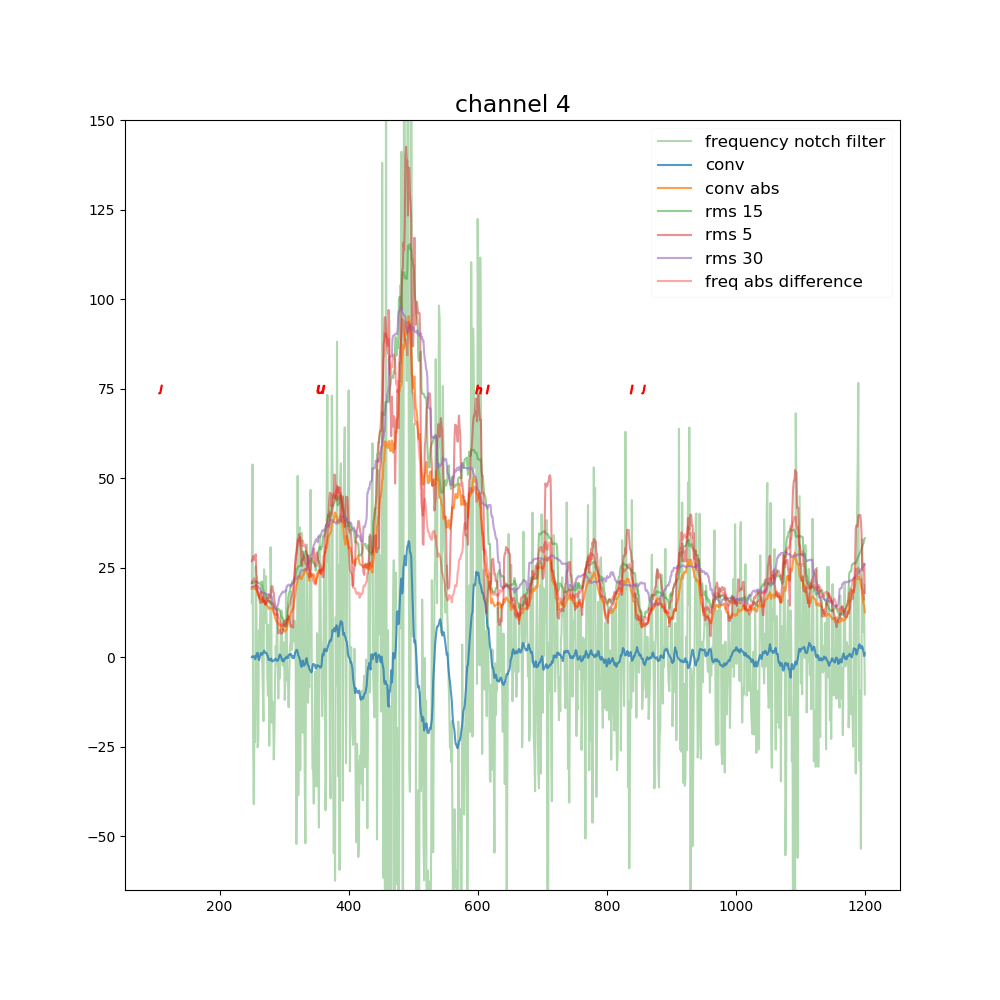 channel 4
150
125
100
75
50
25
0
−25
−50
frequency notch filter
conv
conv abs
rms 15
rms 5
rms 30
freq abs difference
200 400 600 800 1000 1200